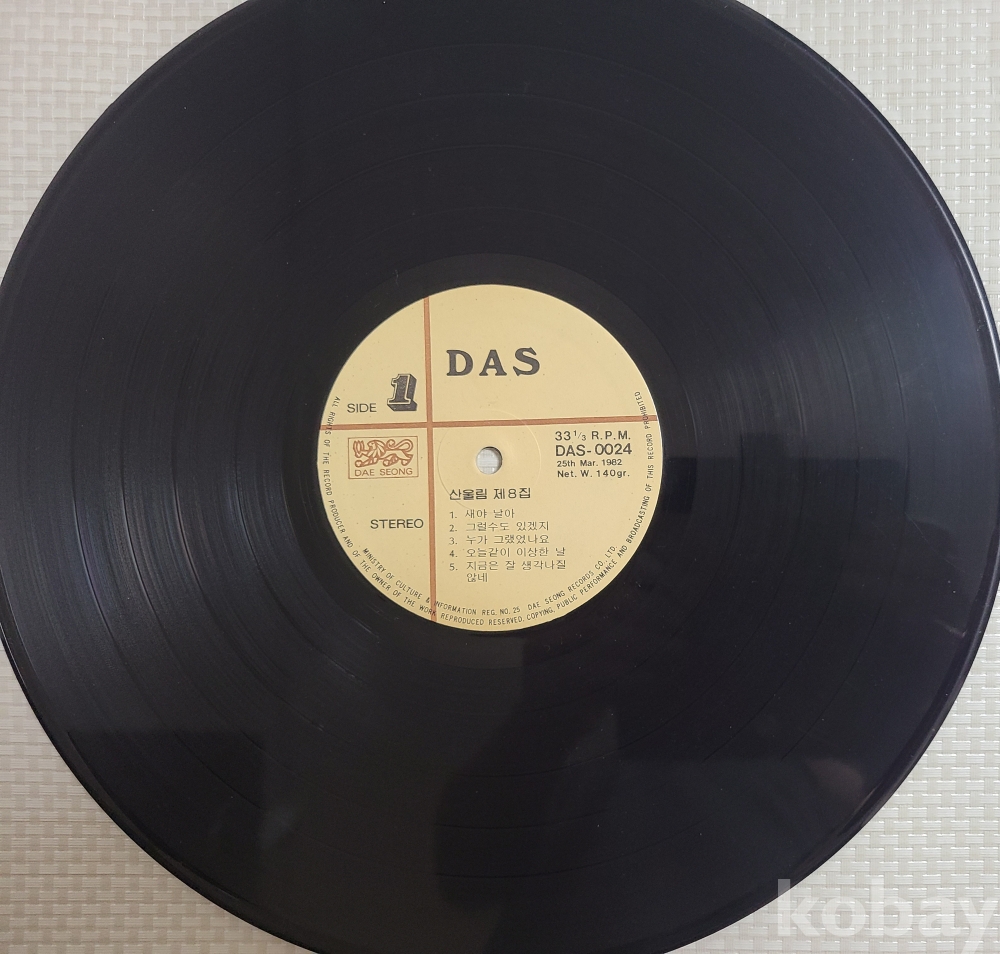 DAS
SIDE 1
33 1/3 R.P.M.
DAS-0024
25th Mar. 1982
Net. W. 140gr.
DAE SEONG
STEREO
산울림 제8집
1. 새야 날아
2. 그럴수도 있겠지
3. 누가 그랬었나요
4. 오늘같이 이상한 날
5. 지금은 잘 생각나질
않네
MINISTRY OF CULTURE & INFORMATION REG. NO. 25 DAE SEONG RECORDS CO., LTD.
ALL RIGHTS OF THE RECORD PRODUCER AND OF THE OWNER OF THE WORK REPRODUCED RESERVED, COPYING, PUBLIC PERFORMANCE AND BROADCASTING OF THIS RECORD PROHIBITED
kobay